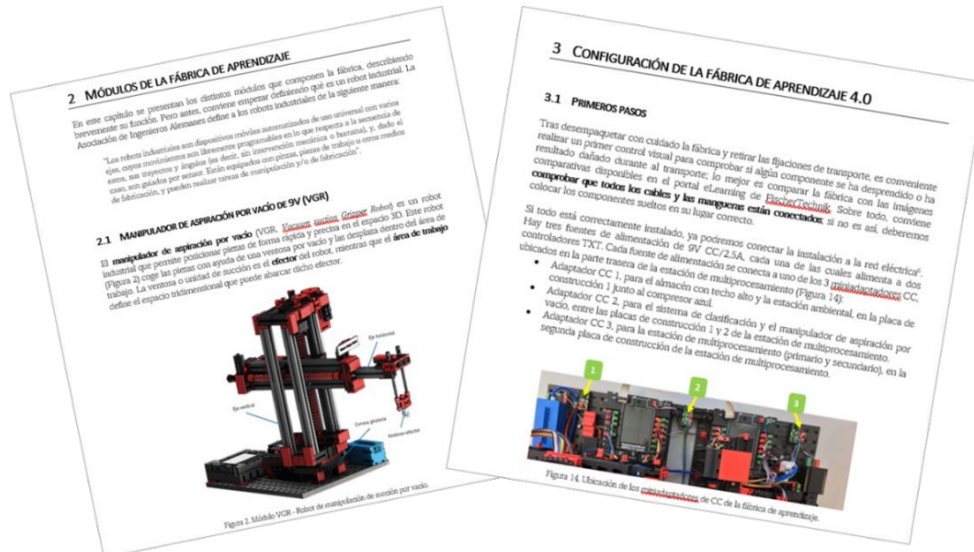 2 MÓDULOS DE LA FÁBRICA DE APRENDIZAJE
En este capítulo se presentan los distintos módulos que componen la fábrica, describiendo
brevemente su función. Pero antes, conviene empezar definiendo qué es un robot industrial. La
Asociación de Ingenieros Alemanes define a los robots industriales de la siguiente manera:
"Los robots industriales son dispositivos móviles automatizados de uso universal con varios
ejes, cuyos movimientos son libremente programables en lo que respecta a la secuencia de
estos, sus trayectos y ángulos (es decir, sin intervención mecánica o humana), y, dado el
caso, son guiados por sensor. Están equipados con pinzas, piezas de trabajo u otros medios
de fabricación, y pueden realizar tareas de manipulación y/o de fabricación".
2.1 MANIPULADOR DE ASPIRACIÓN POR VACÍO DE 9V (VGR)
El manipulador de aspiración por vacío (VGR, Vacuum suction Gripper Robot) es un robot
industrial que permite posicionar piezas de forma rápida y precisa en el espacio 3D. Este robot
(Figura 2) coge las piezas con ayuda de una ventosa por vacío y las desplaza dentro del área de
trabajo. La ventosa o unidad de succión es el efector del robot, mientras que el área de trabajo
define el espacio tridimensional que puede abarcar dicho efector.
Eje horizontal
Eje vertical
Corona giratoria
Ventosa-efector
Figura 2. Módulo VGR - Robot de manipulación de succión por vacío.
3 CONFIGURACIÓN DE LA FÁBRICA DE APRENDIZAJE 4.0
3.1 PRIMEROS PASOS
Tras desempaquetar con cuidado la fábrica y retirar las fijaciones de transporte, es conveniente
realizar un primer control visual para comprobar si algún componente se ha desprendido o ha
resultado dañado durante al transporte; lo mejor es comparar la fábrica con las imágenes
comparativas disponibles en el portal eLearning de FischerTechnik. Sobre todo, conviene
comprobar que todos los cables y las mangueras están conectados; si no es así, deberemos
colocar los componentes sueltos en su lugar correcto.
Si todo está correctamente instalado, ya podremos conectar la instalación a la red eléctrica⁶.
Hay tres fuentes de alimentación de 9V CC/2.5A, cada una de las cuales alimenta a dos
controladores TXT. Cada fuente de alimentación se conecta a uno de los 3 miniadaptadores CC,
ubicados en la parte trasera de la estación de multiprocesamiento (Figura 14):
• Adaptador CC 1, para el almacén con techo alto y la estación ambiental, en la placa de
construcción 1 junto al compresor azul.
• Adaptador CC 2, para el sistema de clasificación y el manipulador de aspiración por
vacío, entre las placas de construcción 1 y 2 de la estación de multiprocesamiento.
• Adaptador CC 3, para la estación de multiprocesamiento (primario y secundario), en la
segunda placa de construcción de la estación de multiprocesamiento.
1
2
3
Figura 14. Ubicación de los miniadaptadores de CC de la fábrica de aprendizaje.